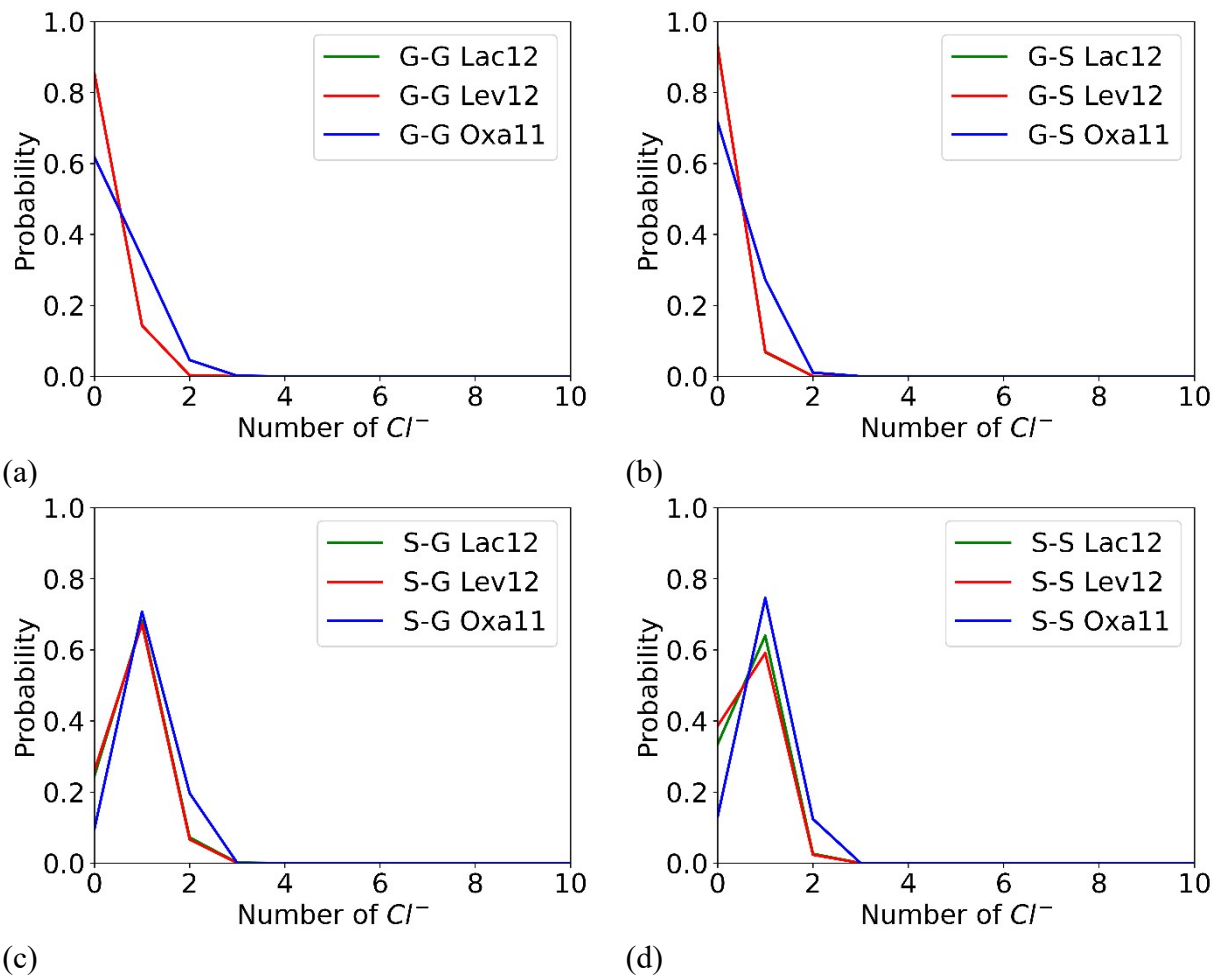 1.0
0.8
0.6
0.4
0.2
0.0
Probability
G-G Lac12
G-G Lev12
G-G Oxa11
0 2 4 6 8 10
Number of Cl⁻
(a)
1.0
0.8
0.6
0.4
0.2
0.0
Probability
G-S Lac12
G-S Lev12
G-S Oxa11
0 2 4 6 8 10
Number of Cl⁻
(b)
1.0
0.8
0.6
0.4
0.2
0.0
Probability
S-G Lac12
S-G Lev12
S-G Oxa11
0 2 4 6 8 10
Number of Cl⁻
(c)
1.0
0.8
0.6
0.4
0.2
0.0
Probability
S-S Lac12
S-S Lev12
S-S Oxa11
0 2 4 6 8 10
Number of Cl⁻
(d)